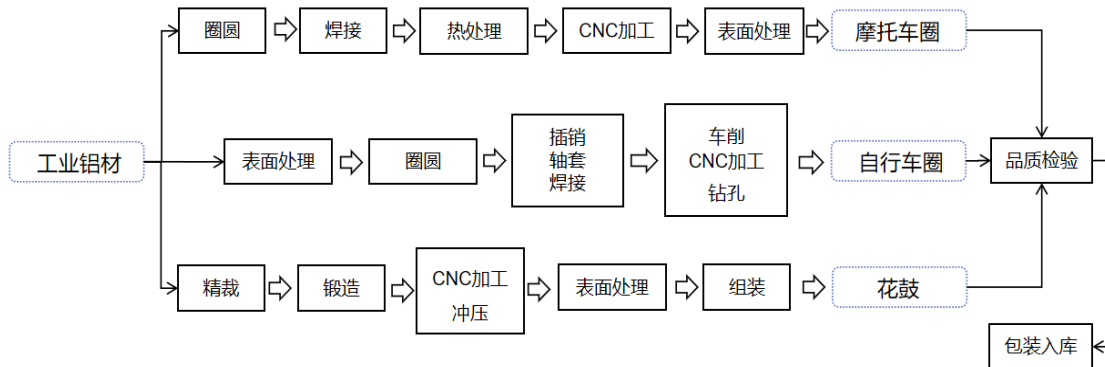 圈圆
焊接
热处理
CNC加工
表面处理
摩托车圈
工业铝材
表面处理
圈圆
插销
轴套
焊接
车削
CNC加工
钻孔
自行车圈
品质检验
精裁
锻造
CNC加工
冲压
表面处理
组装
花鼓
包装入库